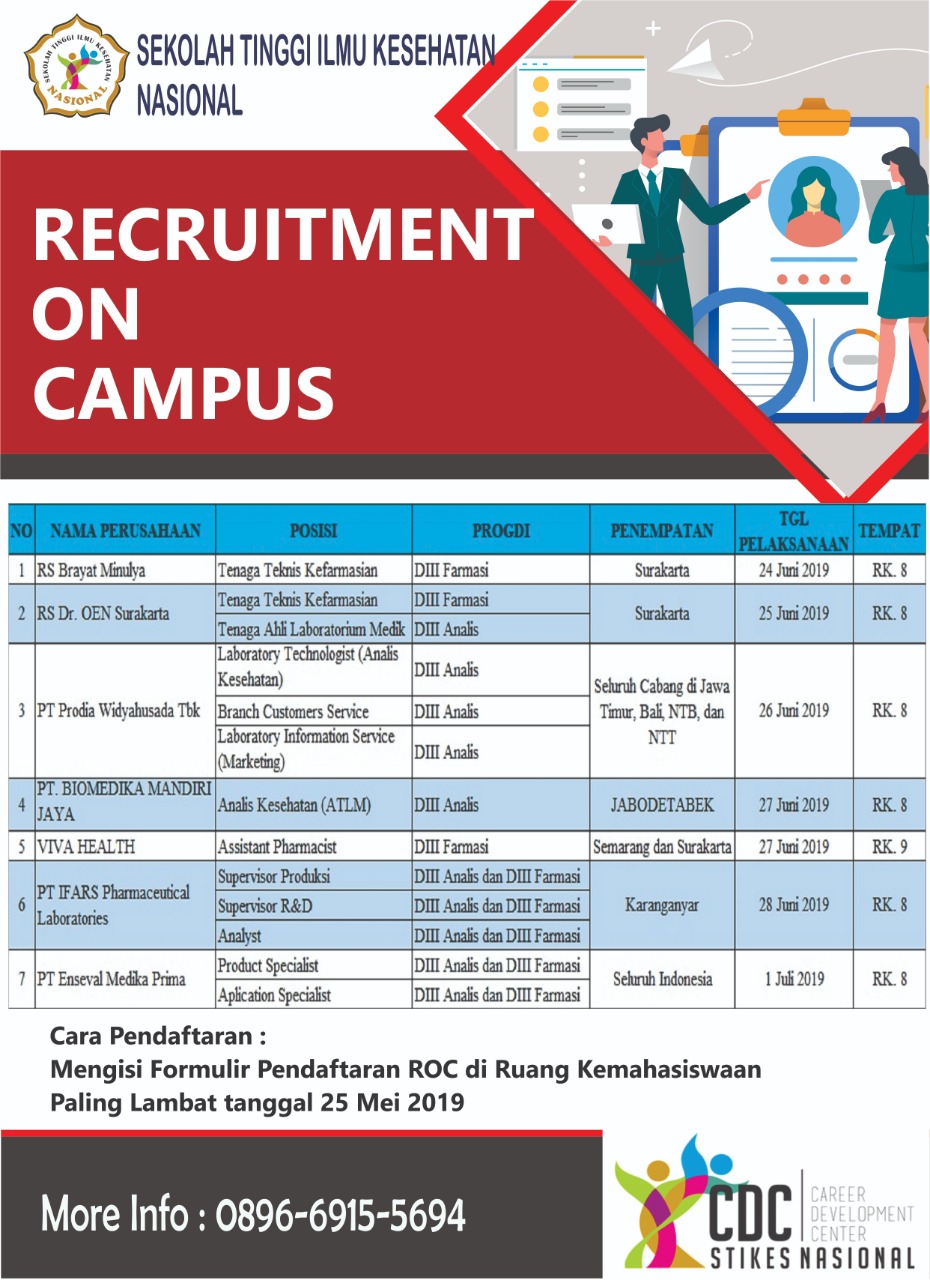 SEKOLAH TINGGI ILMU KESEHATAN
NASIONAL
SEKOLAH TINGGI ILMU KESEHATAN
NASIONAL
RECRUITMENT
ON
CAMPUS
NO NAMA PERUSAHAAN POSISI PROGDI PENEMPATAN TGL PELAKSANAAN TEMPAT
1 RS Brayat Minulya Tenaga Teknis Kefarmasian DIII Farmasi Surakarta 24 Juni 2019 RK. 8
2 RS Dr. OEN Surakarta Tenaga Teknis Kefarmasian DIII Farmasi Surakarta 25 Juni 2019 RK. 8
Tenaga Ahli Laboratorium Medik DIII Analis
3 PT Prodia Widyahusada Tbk Laboratory Technologist (Analis Kesehatan) DIII Analis Seluruh Cabang di Jawa Timur, Bali, NTB, dan NTT 26 Juni 2019 RK. 8
Branch Customers Service DIII Analis
Laboratory Information Service (Marketing) DIII Analis
4 PT. BIOMEDIKA MANDIRI JAYA Analis Kesehatan (ATLM) DIII Analis JABODETABEK 27 Juni 2019 RK. 8
5 VIVA HEALTH Assistant Pharmacist DIII Farmasi Semarang dan Surakarta 27 Juni 2019 RK. 9
6 PT IFARS Pharmaceutical Laboratories Supervisor Produksi DIII Analis dan DIII Farmasi Karanganyar 28 Juni 2019 RK. 8
Supervisor R&D DIII Analis dan DIII Farmasi
Analyst DIII Analis dan DIII Farmasi
7 PT Enseval Medika Prima Product Specialist DIII Analis dan DIII Farmasi Seluruh Indonesia 1 Juli 2019 RK. 8
Aplication Specialist DIII Analis dan DIII Farmasi
Cara Pendaftaran :
Mengisi Formulir Pendaftaran ROC di Ruang Kemahasiswaan
Paling Lambat tanggal 25 Mei 2019
More Info : 0896-6915-5694
CDC
CAREER
DEVELOPMENT
CENTER
STIKES NASIONAL